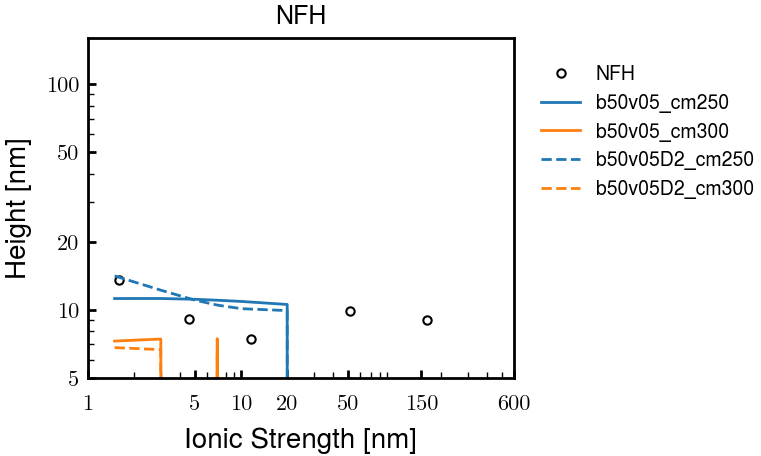 NFH
Height [nm]
100
50
20
10
5
1
5
10
20
50
150
600
Ionic Strength [nm]
NFH
b50v05_cm250
b50v05_cm300
b50v05D2_cm250
b50v05D2_cm300